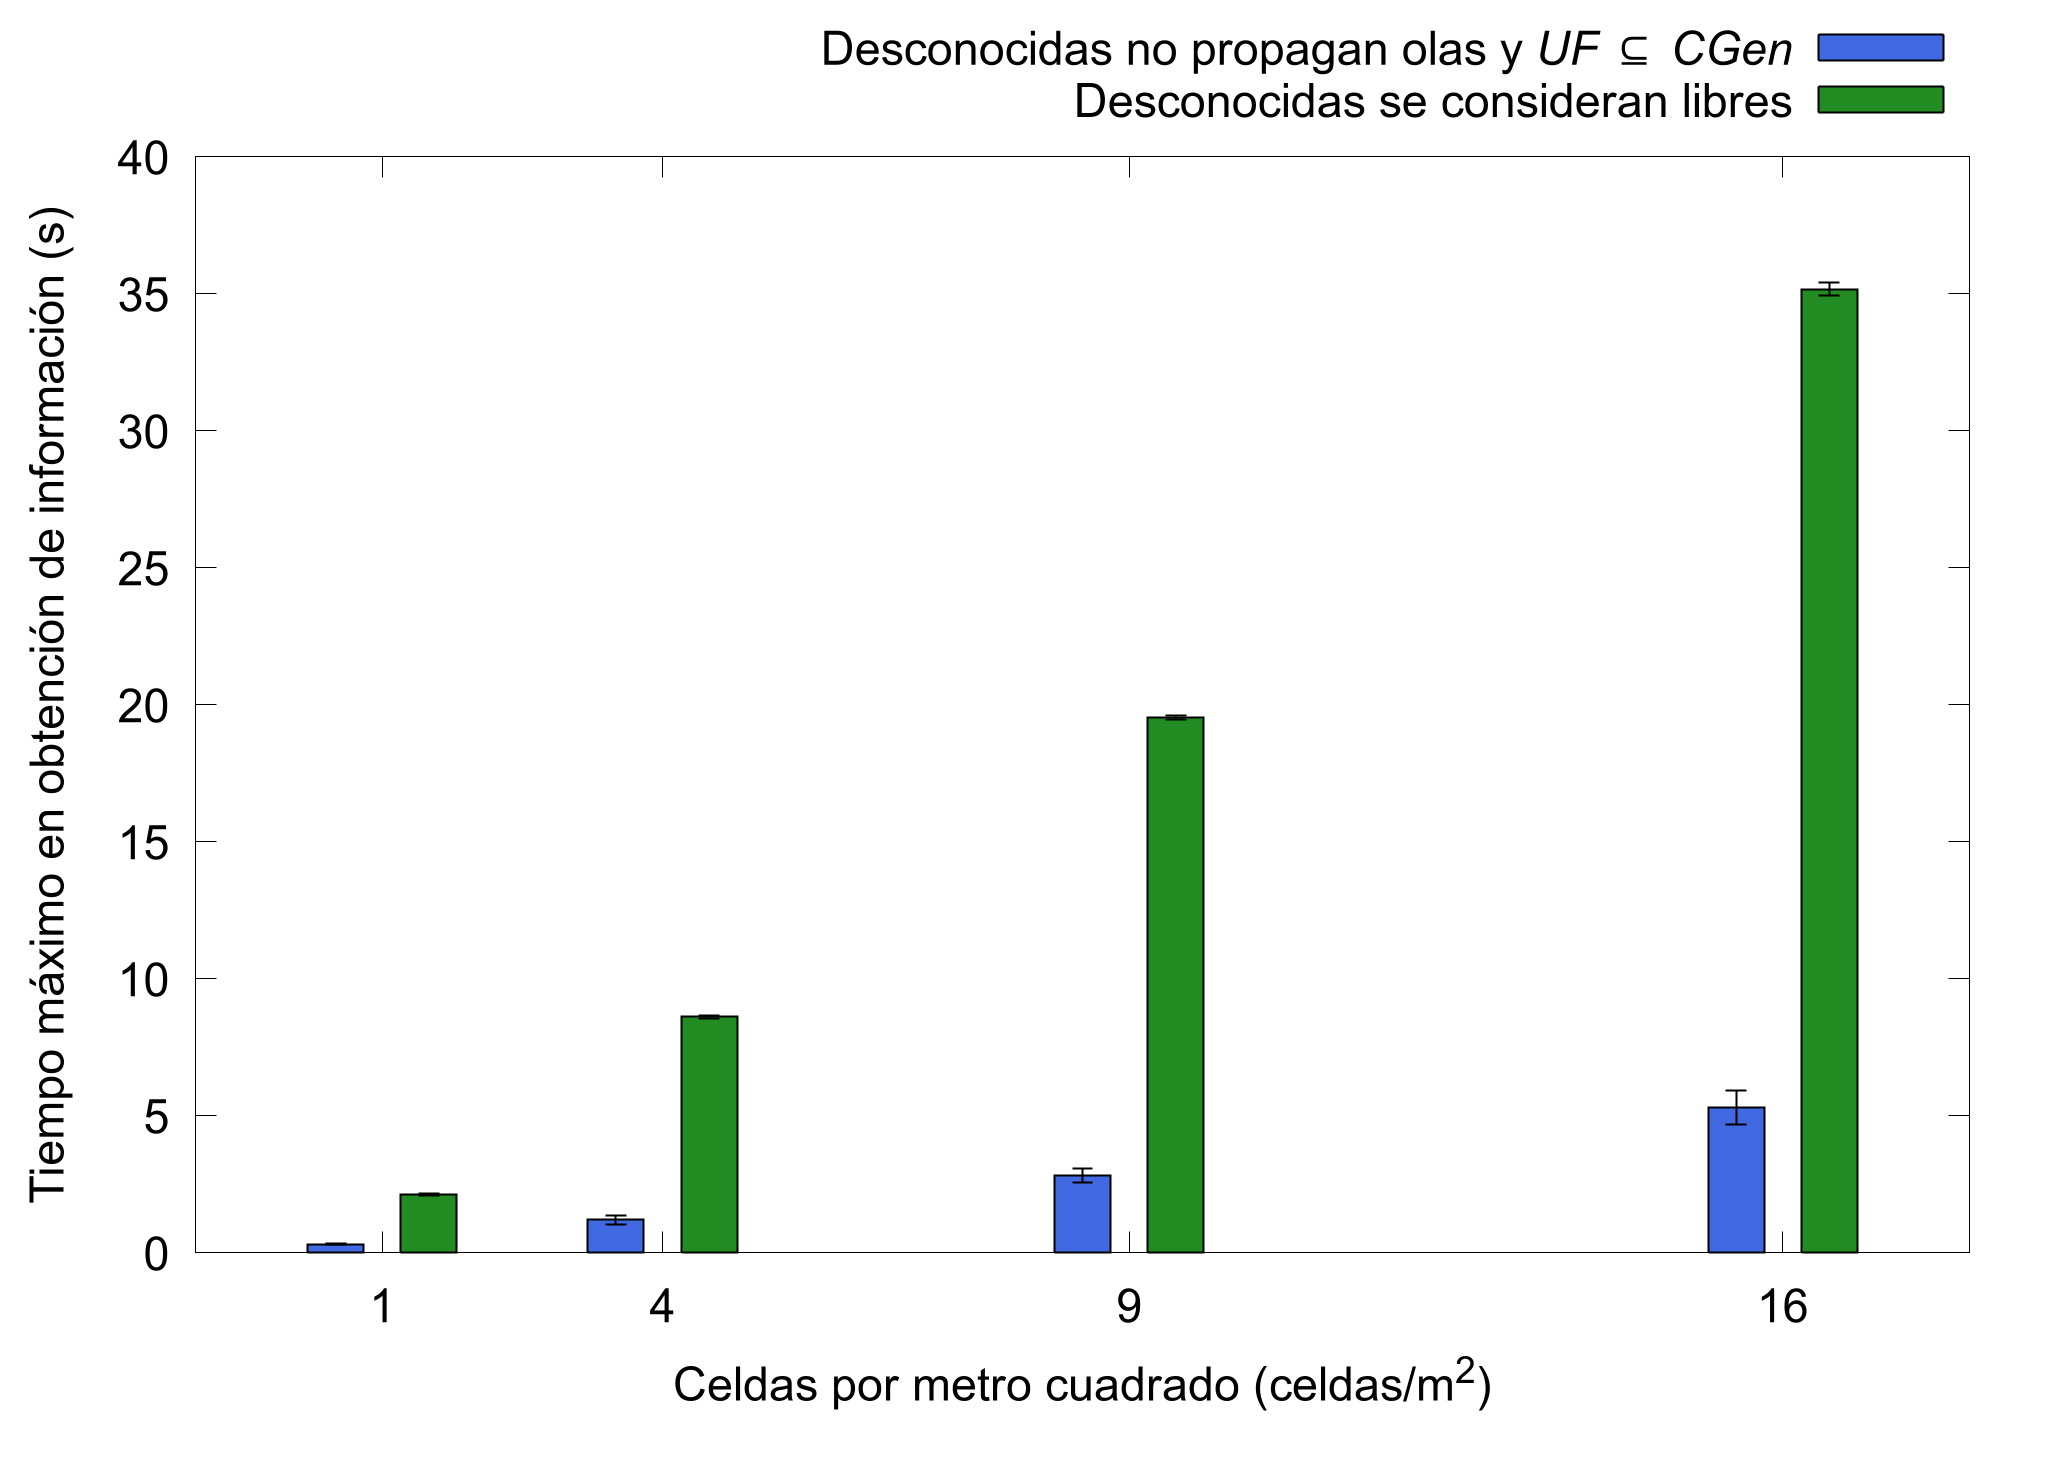 Desconocidas no propagan olas y UF ⊆ CGen
Desconocidas se consideran libres
Tiempo máximo en obtención de información (s)
40
35
30
25
20
15
10
5
0
1 4 9 16
Celdas por metro cuadrado (celdas/m²)